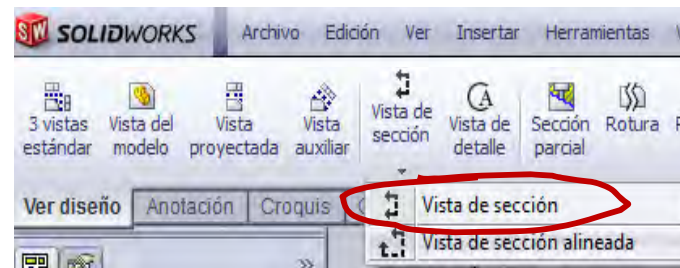 SW SOLIDWORKS Archivo Edición Ver Insertar Herramientas
3 vistas estándar
Vista del modelo
Vista proyectada
Vista auxiliar
Vista de sección
Vista de detalle
Sección parcial
Rotura
Ver diseño Anotación Croquis
Vista de sección
Vista de sección alineada